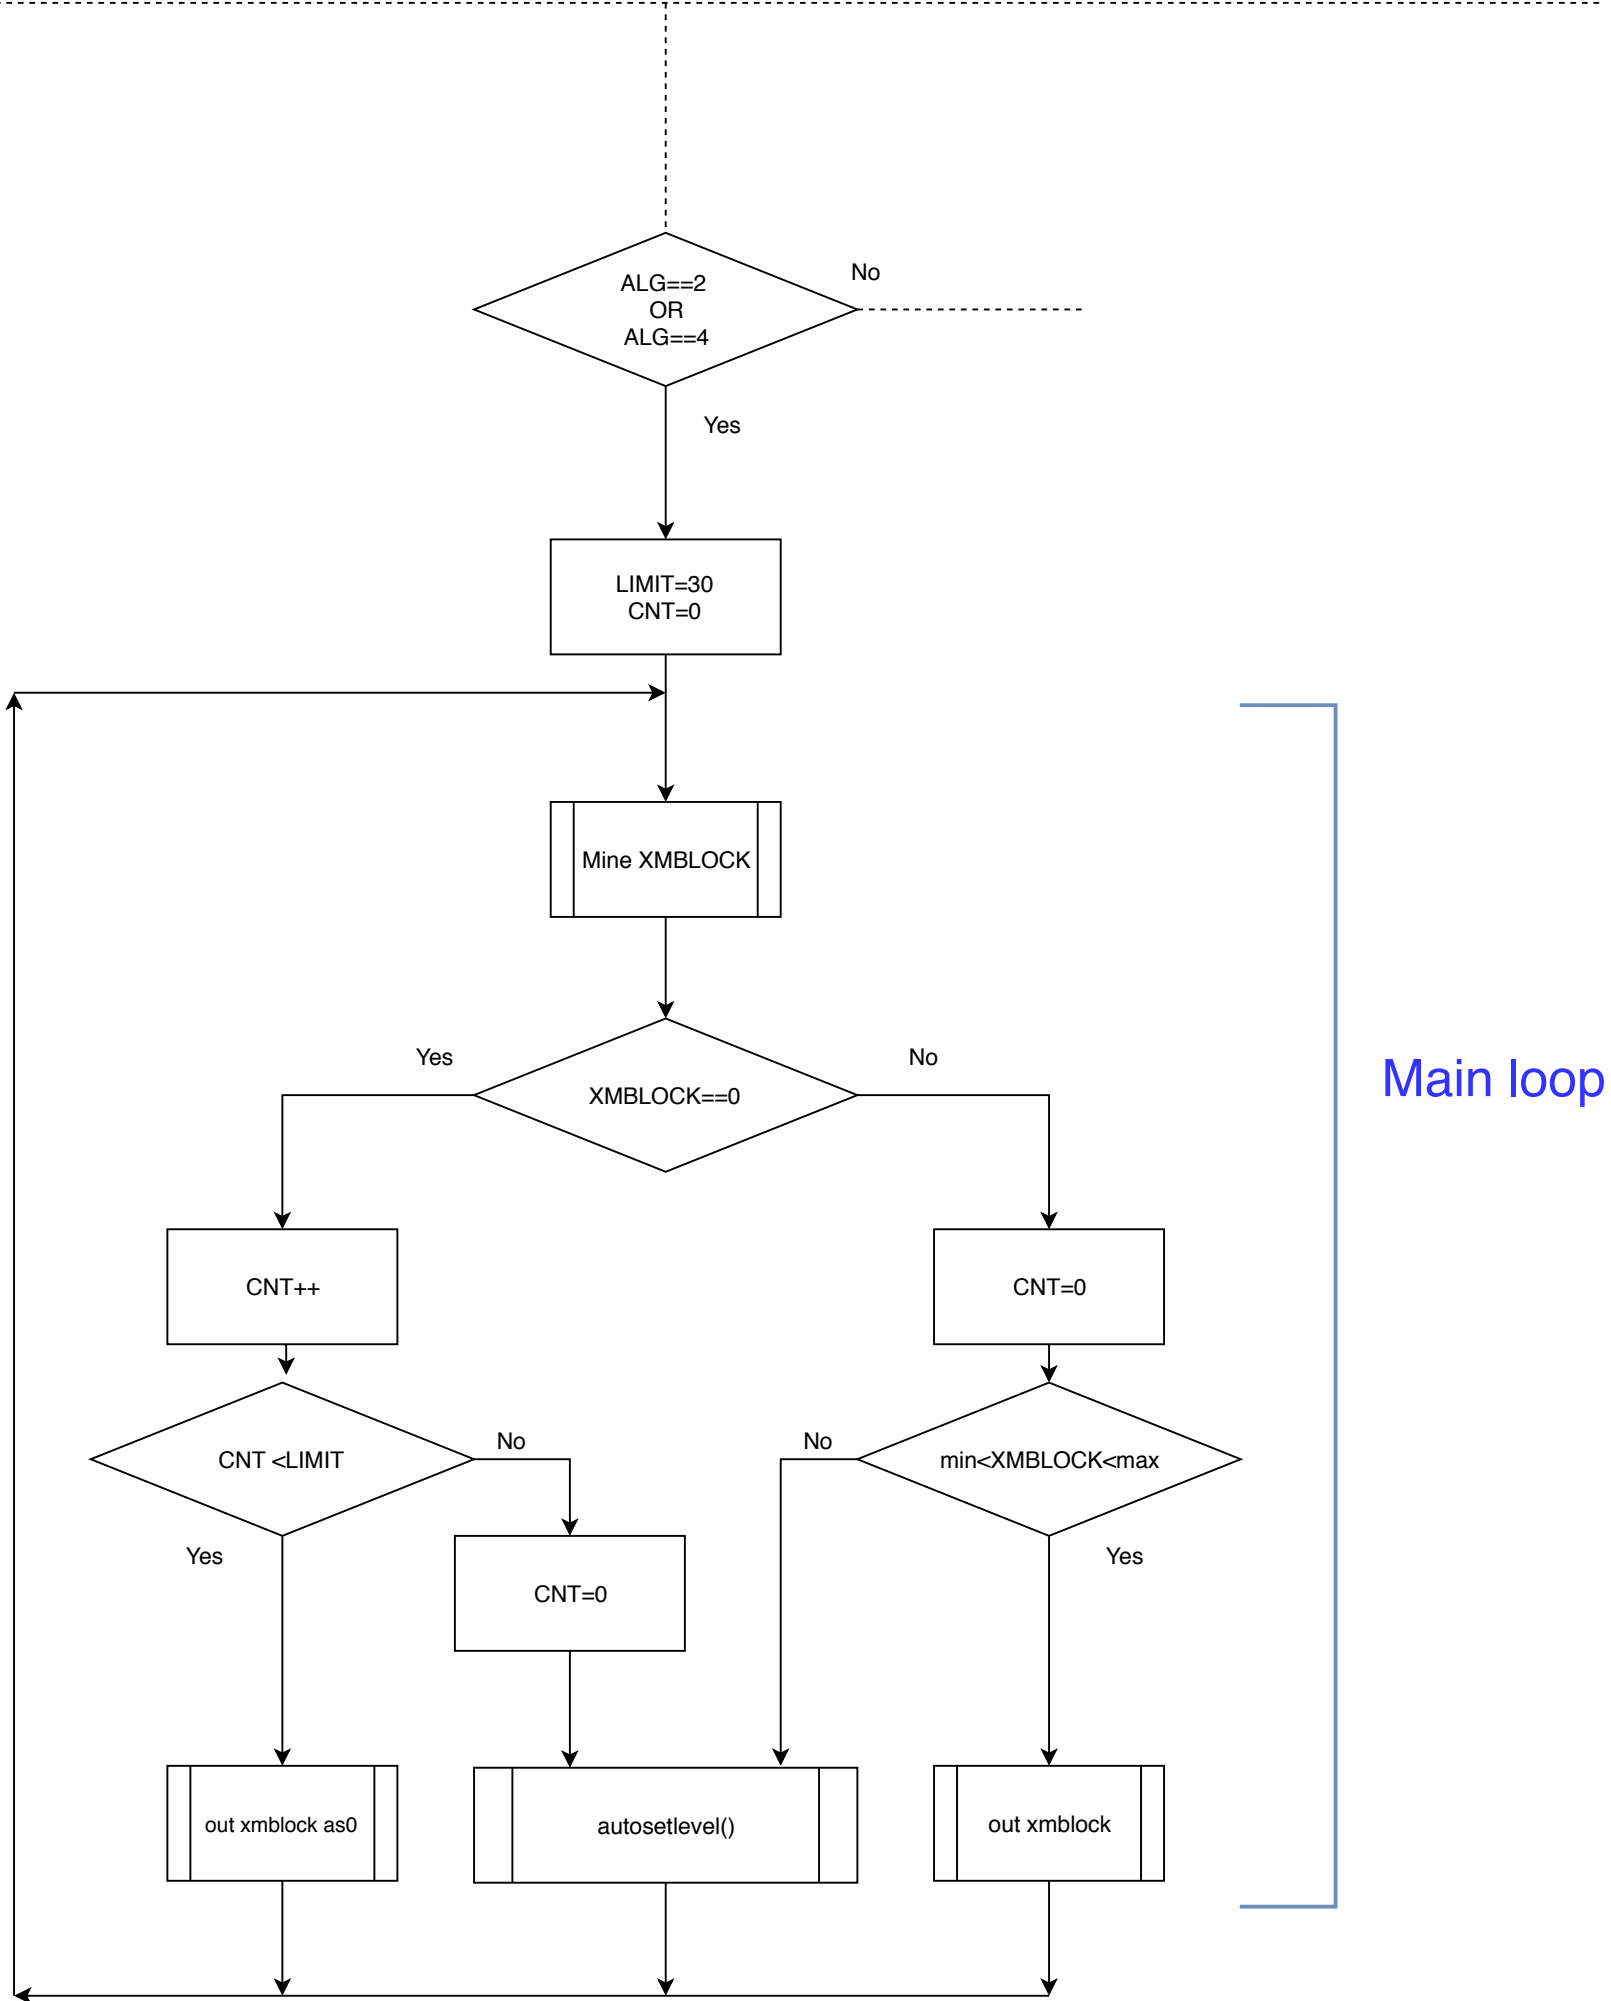 No
ALG==2
OR
ALG==4
Yes
LIMIT=30
CNT=0
Mine XMBLOCK
Yes
No
XMBLOCK==0
Main loop
CNT++
CNT=0
No
No
CNT <LIMIT
min<XMBLOCK<max
Yes
Yes
CNT=0
out xmblock as0
autosetlevel()
out xmblock